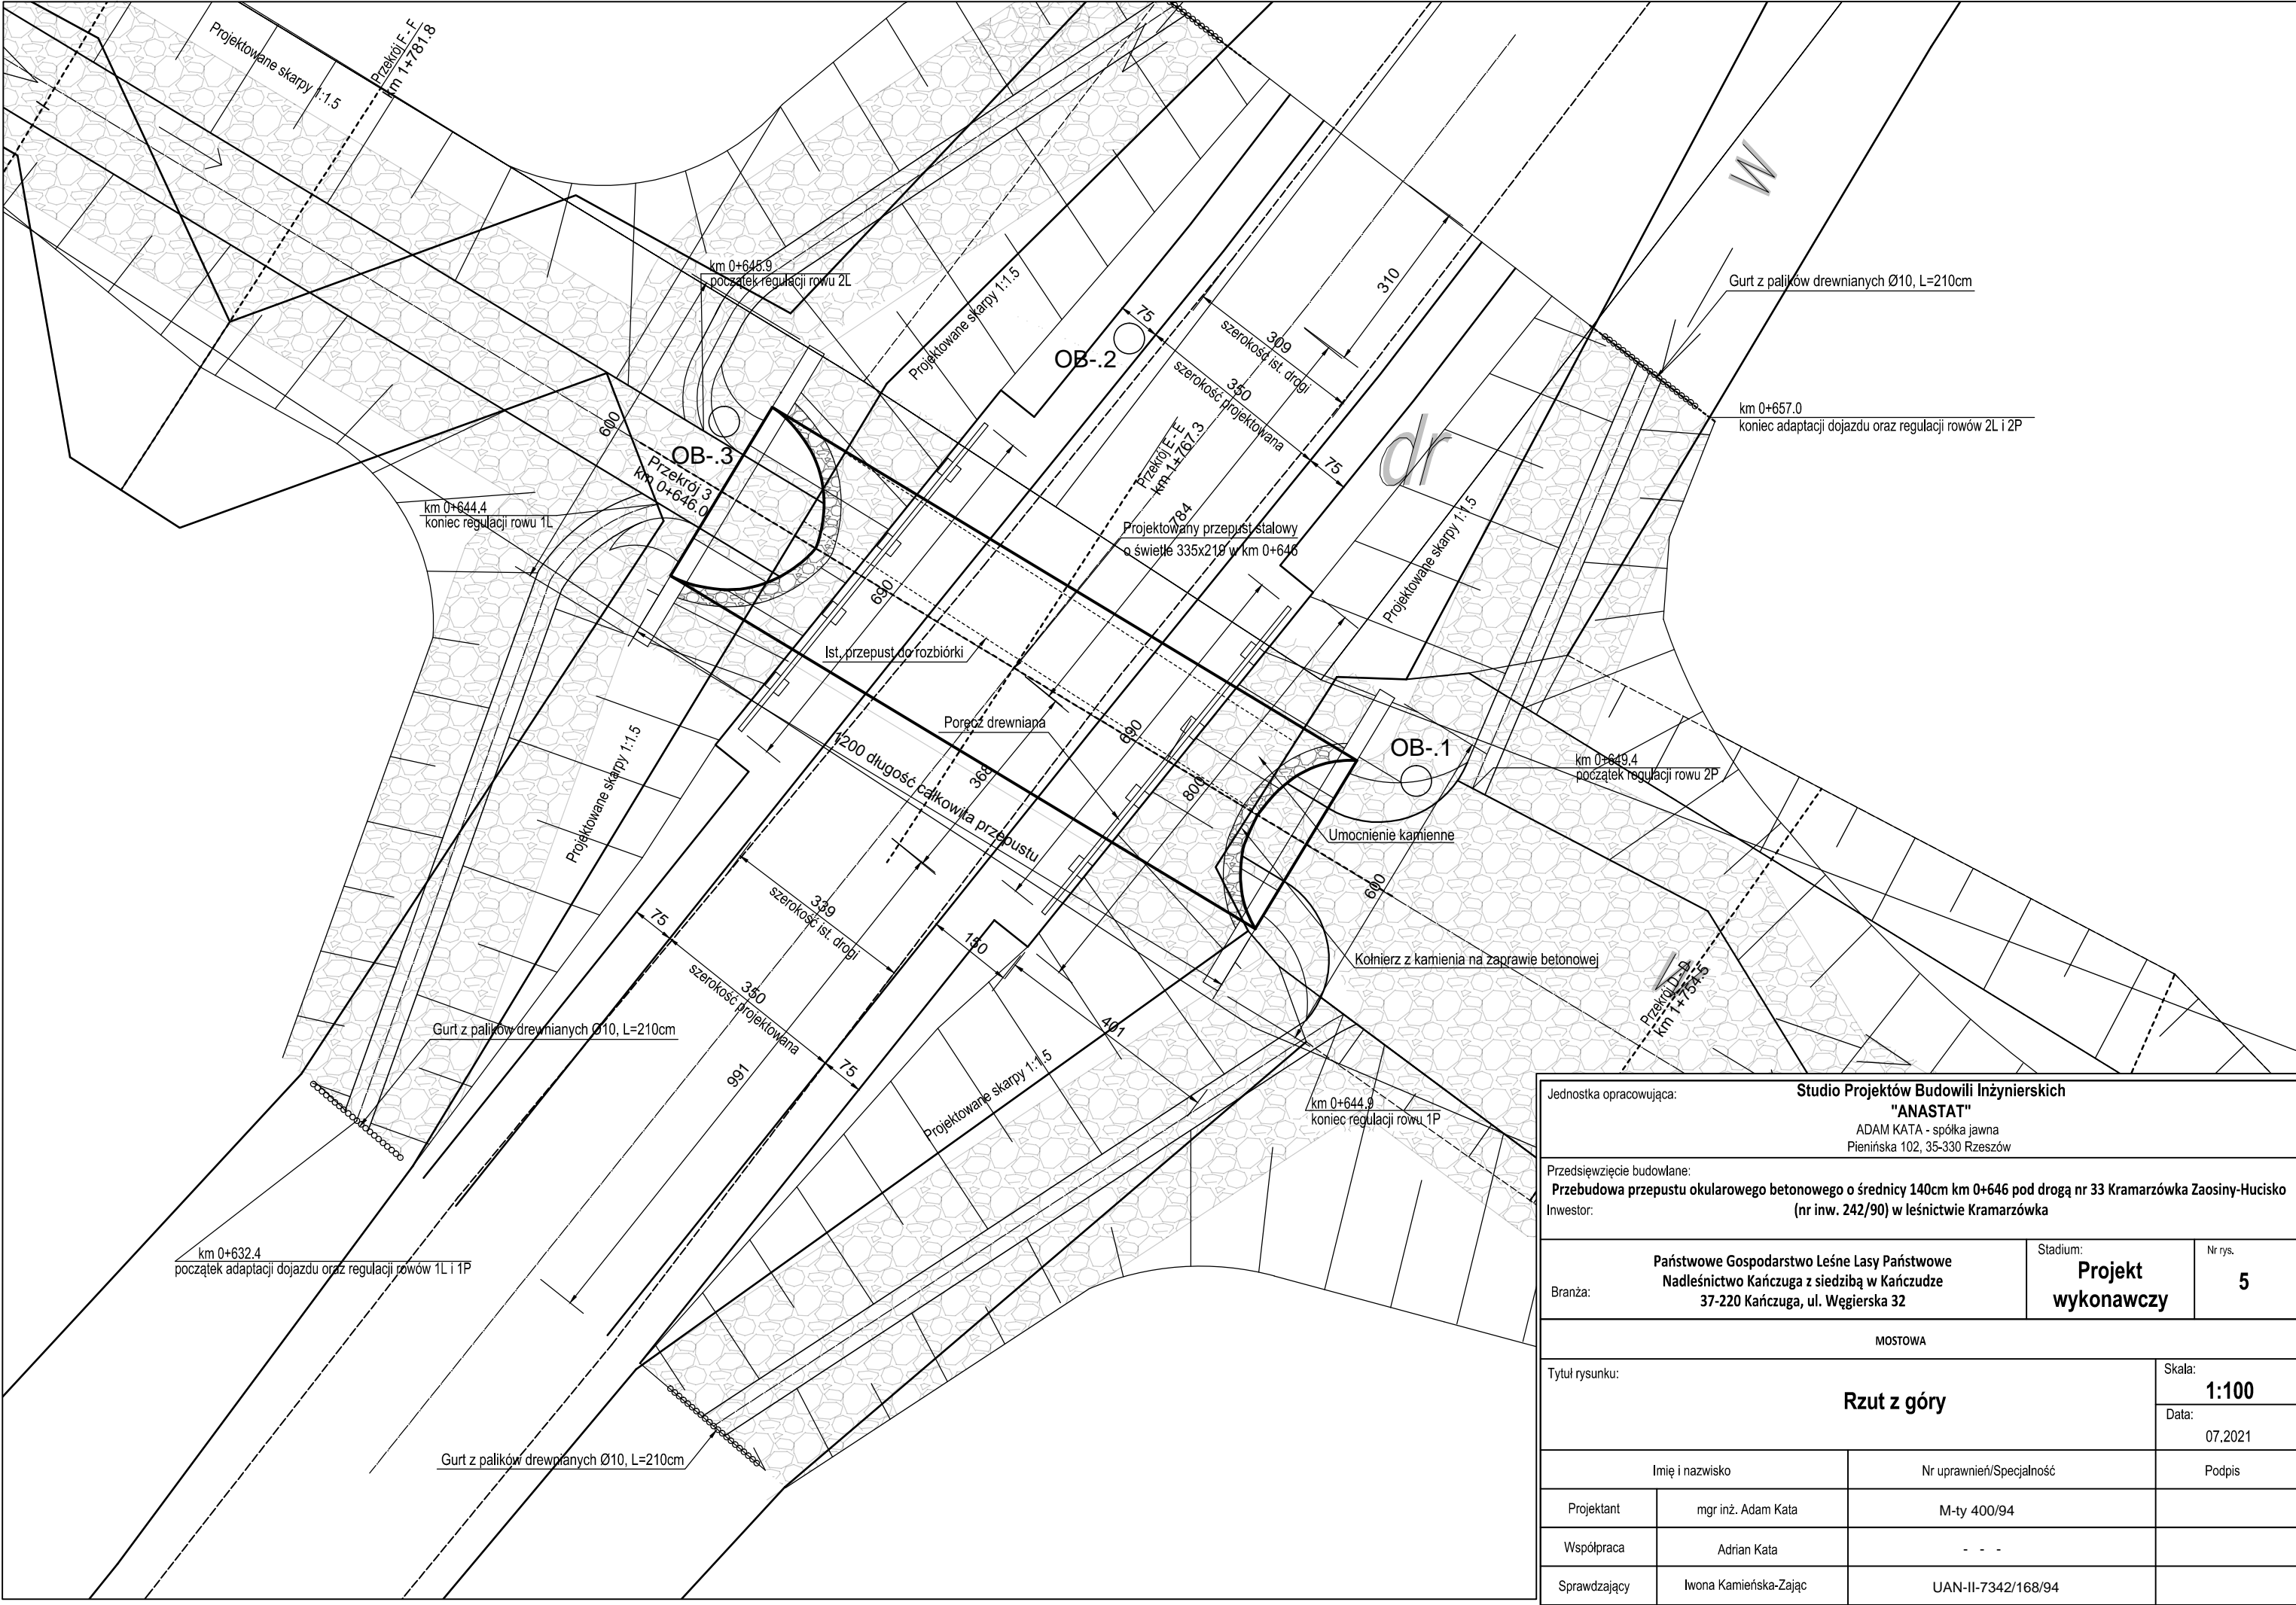 Projektowane skarpy 1:1.5
Przekrój F - F
km 1+781.8
km 0+645.9
początek regulacji rowu 2L
Projektowane skarpy 1:1.5
W
Gurt z palików drewnianych Ø10, L=210cm
310
75
309
szerokość ist. drogi
OB-.2
350
szerokość projektowana
75
km 0+657.0
koniec adaptacji dojazdu oraz regulacji rowów 2L i 2P
dr
600
OB-.3
Przekrój 3
km 0+646.0
Przekrój E - E
km 1+767.3
784
km 0+644.4
koniec regulacji rowu 1L
Projektowany przepust stalowy
o świetle 335x219 w km 0+646
Projektowane skarpy 1:1.5
690
Ist. przepust do rozbiórki
Poręcz drewniana
690
1200 długość całkowita przepustu
368
800
OB-.1
km 0+649.4
początek regulacji rowu 2P
Umocnienie kamienne
Projektowane skarpy 1:1.5
600
339
szerokość ist. drogi
75
150
350
szerokość projektowana
75
Kołnierz z kamienia na zaprawie betonowej
Przekrój D - D
km 1+754.5
401
Gurt z palików drewnianych Ø10, L=210cm
991
Projektowane skarpy 1:1.5
km 0+644.9
koniec regulacji rowu 1P
km 0+632.4
początek adaptacji dojazdu oraz regulacji rowów 1L i 1P
Gurt z palików drewnianych Ø10, L=210cm
Jednostka opracowująca:
Studio Projektów Budowili Inżynierskich
"ANASTAT"
ADAM KATA - spółka jawna
Pienińska 102, 35-330 Rzeszów
Przedsięwzięcie budowlane:
Przebudowa przepustu okularowego betonowego o średnicy 140cm km 0+646 pod drogą nr 33 Kramarzówka Zaosiny-Hucisko
Inwestor:
(nr inw. 242/90) w leśnictwie Kramarzówka
Państwowe Gospodarstwo Leśne Lasy Państwowe
Nadleśnictwo Kańczuga z siedzibą w Kańczudze
37-220 Kańczuga, ul. Węgierska 32
Branża:
Stadium:
Projekt
wykonawczy
Nr rys.
5
MOSTOWA
Tytuł rysunku:
Rzut z góry
Skala:
1:100
Data:
07.2021
Imię i nazwisko
Nr uprawnień/Specjalność
Podpis
Projektant
mgr inż. Adam Kata
M-ty 400/94
Współpraca
Adrian Kata
- - -
Sprawdzający
Iwona Kamieńska-Zając
UAN-II-7342/168/94